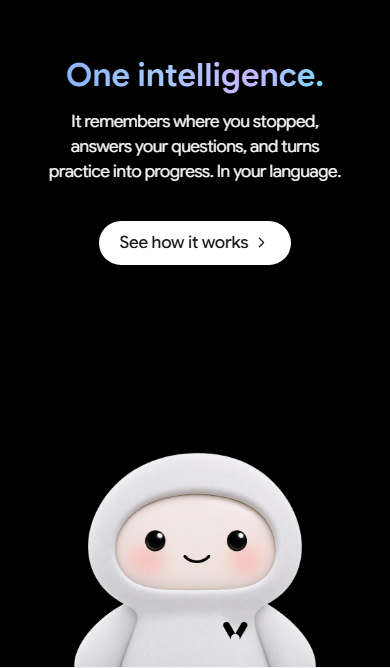 One intelligence.
It remembers where you stopped,
answers your questions, and turns
practice into progress. In your language.
See how it works